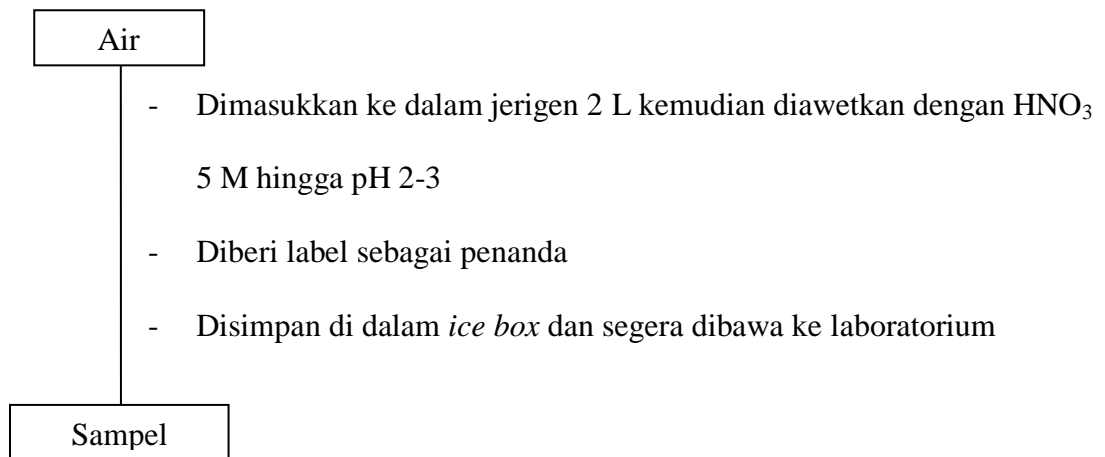 Air
- Dimasukkan ke dalam jerigen 2 L kemudian diawetkan dengan HNO₃
5 M hingga pH 2-3
- Diberi label sebagai penanda
- Disimpan di dalam ice box dan segera dibawa ke laboratorium
Sampel